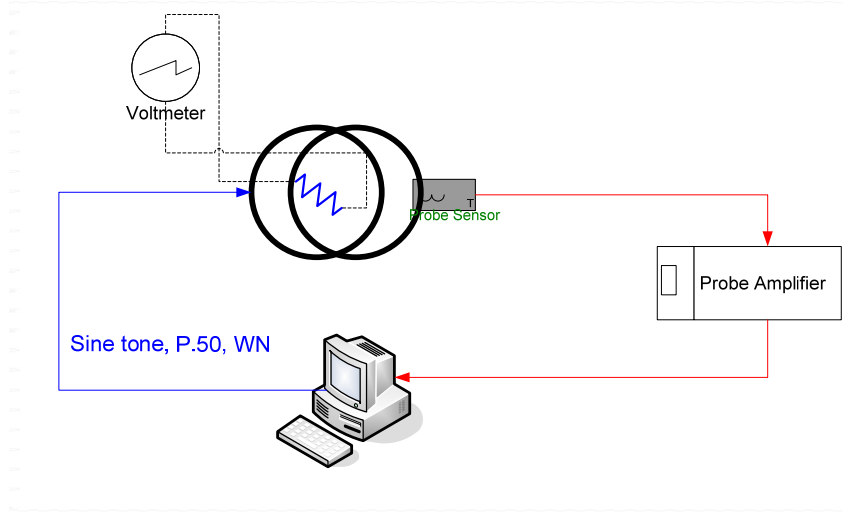 Voltmeter
T
Probe Sensor
Probe Amplifier
Sine tone, P.50, WN